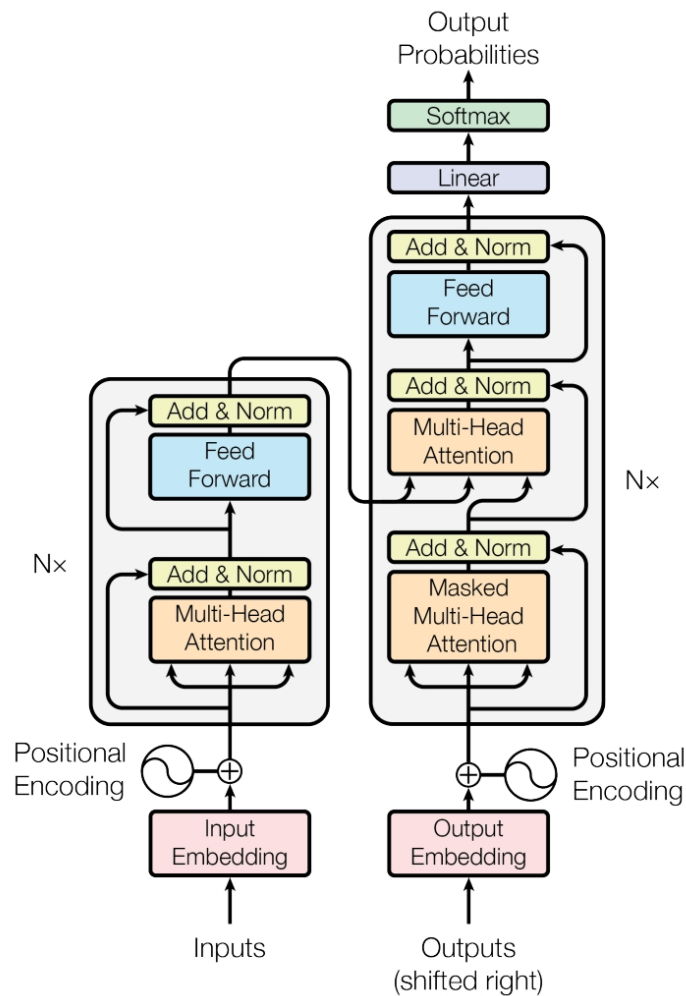 Output
Probabilities
Softmax
Linear
Add & Norm
Feed
Forward
Add & Norm
Multi-Head
Attention
Add & Norm
Masked
Multi-Head
Attention
Nx
Add & Norm
Feed
Forward
Add & Norm
Multi-Head
Attention
Nx
Positional
Encoding
Positional
Encoding
Input
Embedding
Output
Embedding
Inputs
Outputs
(shifted right)